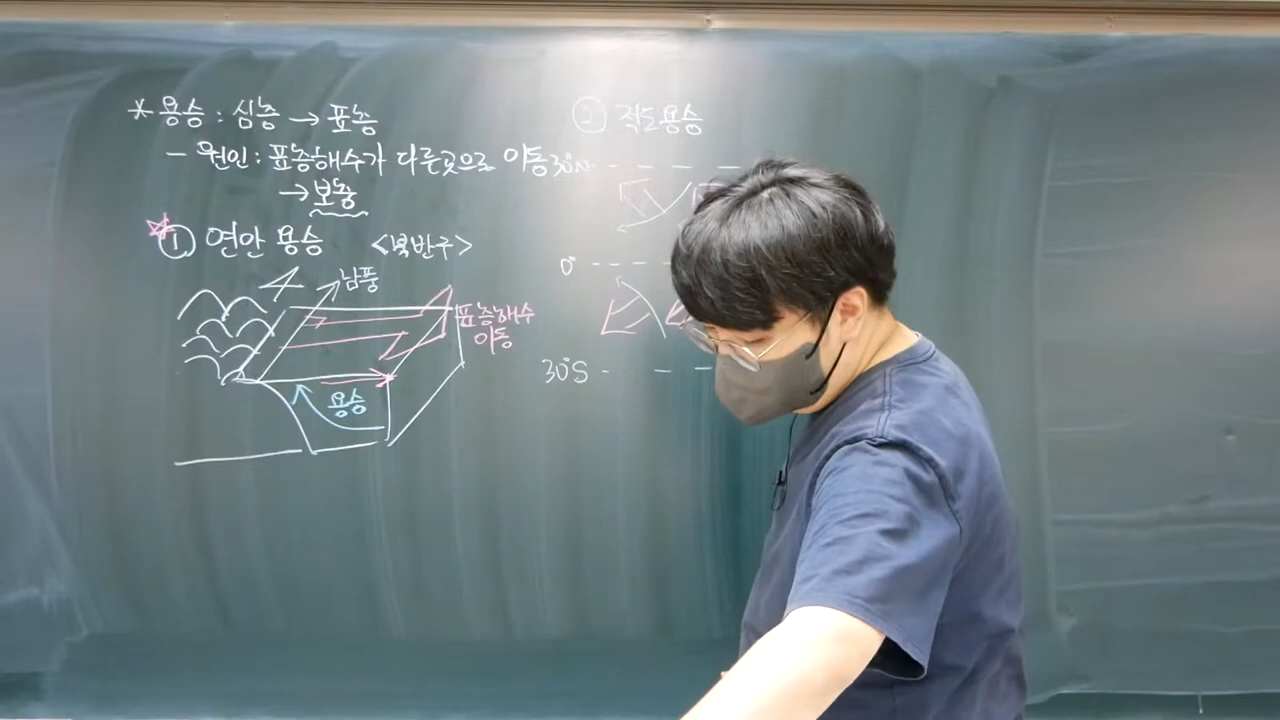 * 용승 : 심층 → 표층
- 원인 : 표층해수가 다른곳으로 이동
→ 보충
① 연안 용승 <북반구>
남풍
표층해수
이동
용승
② 적도용승
30°N
0°
30°S